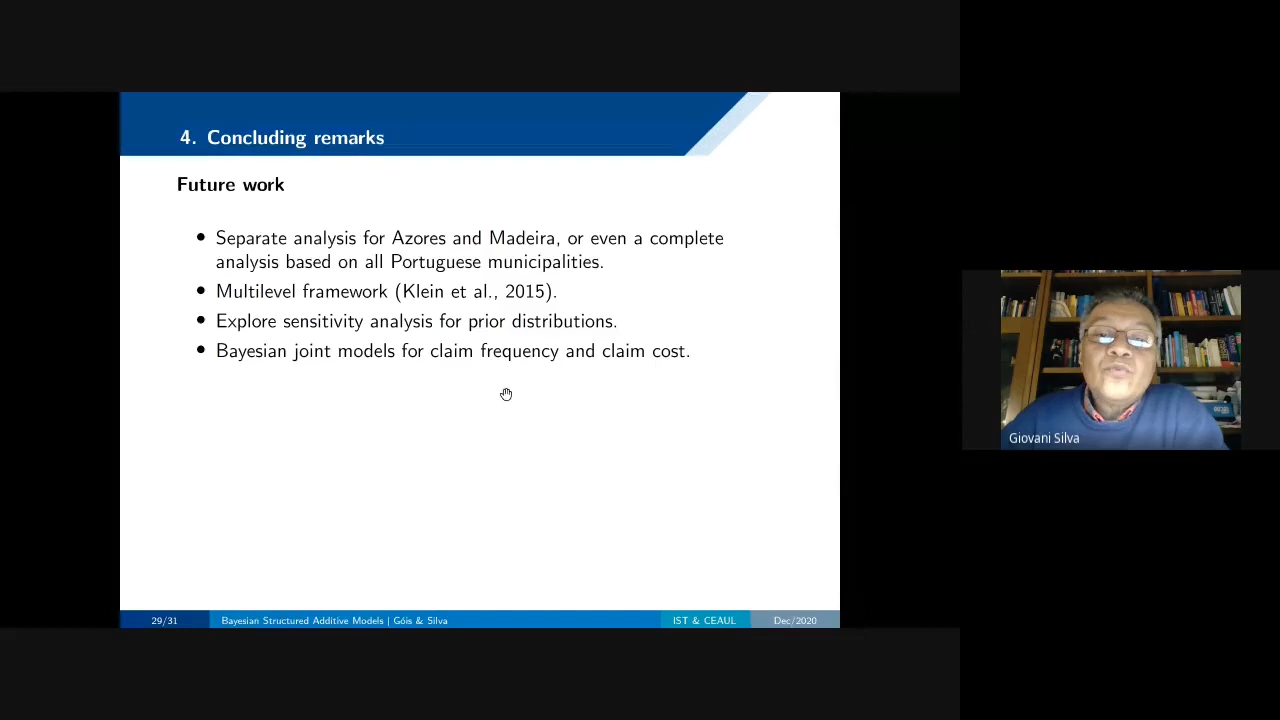 4. Concluding remarks
Future work
• Separate analysis for Azores and Madeira, or even a complete
analysis based on all Portuguese municipalities.
• Multilevel framework (Klein et al., 2015).
• Explore sensitivity analysis for prior distributions.
• Bayesian joint models for claim frequency and claim cost.
Giovani Silva
29/31 Bayesian Structured Additive Models | Góis & Silva IST & CEAUL Dec/2020